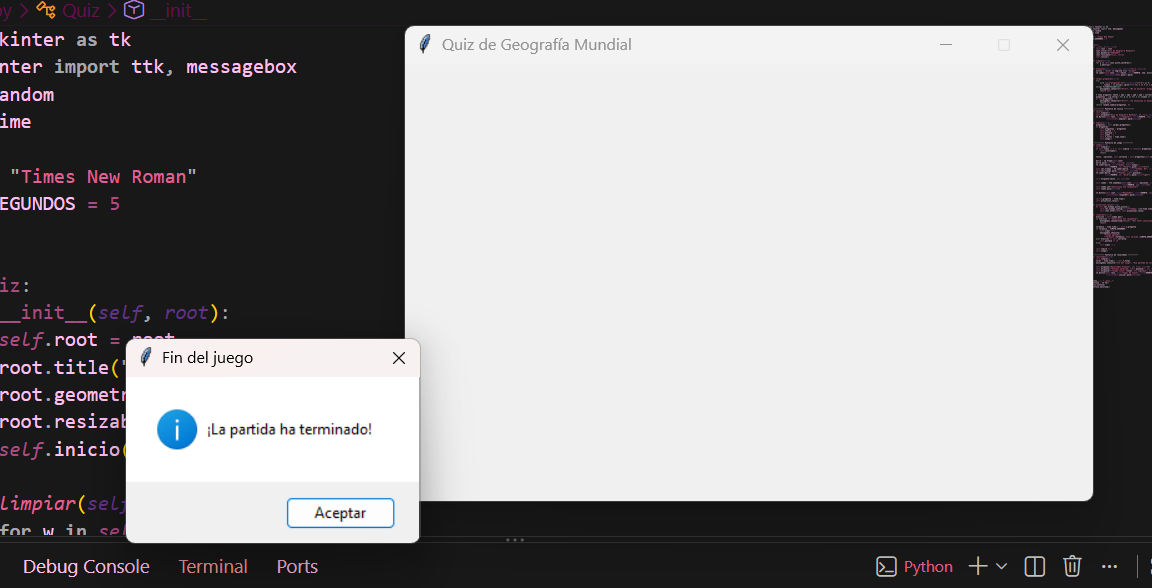 py > Quiz > __init__
kinter as tk
nter import ttk, messagebox
andom
ime
"Times New Roman"
EGUNDOS = 5
iz:
__init__(self, root):
self.root = root
root.title("
root.geometr
root.resizab
self.inicio(
limpiar(self
for w in sel
Quiz de Geografía Mundial
Fin del juego
¡La partida ha terminado!
Aceptar
Debug Console
Terminal
Ports
Python